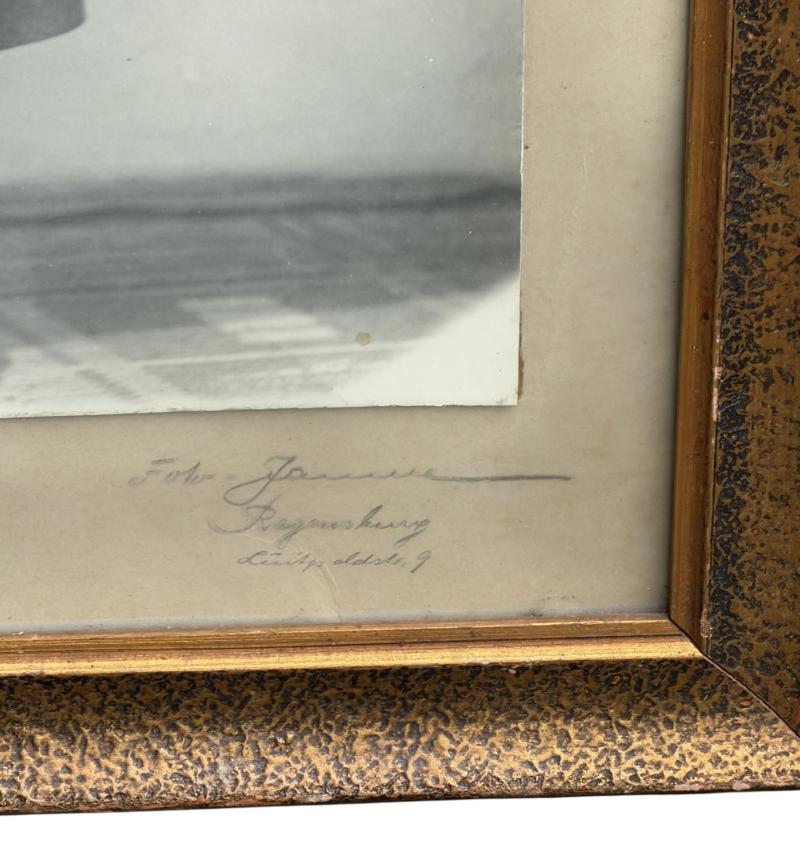 Foto-
Regensburg
Luitpoldstr. 9